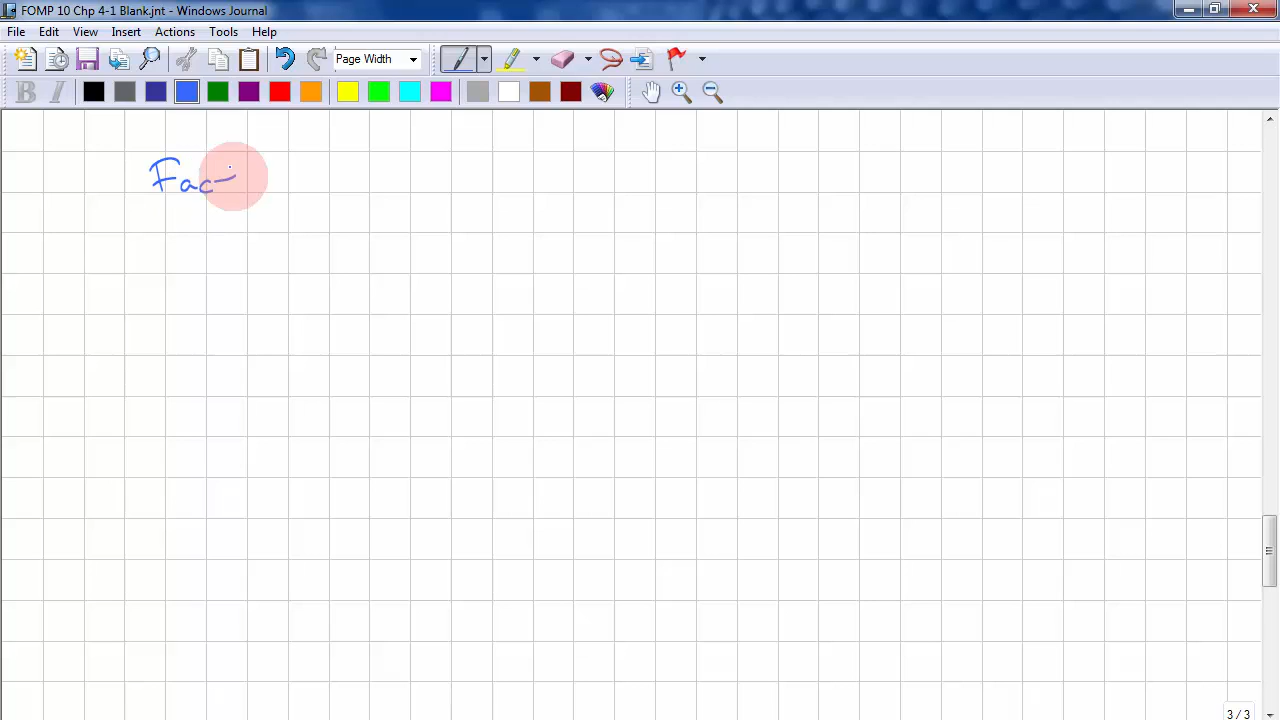 FOMP 10 Chp 4-1 Blank.jnt - Windows Journal
File Edit View Insert Actions Tools Help
Page Width
B I
Fac
3 / 3